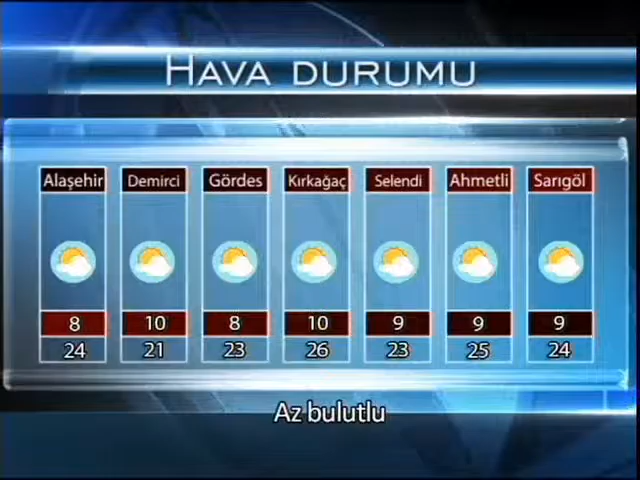 HAVA DURUMU
Alaşehir Demirci Gördes Kırkağaç Selendi Ahmetli Sarıgöl
8 10 8 10 9 9 9
24 21 23 26 23 25 24
Az bulutlu